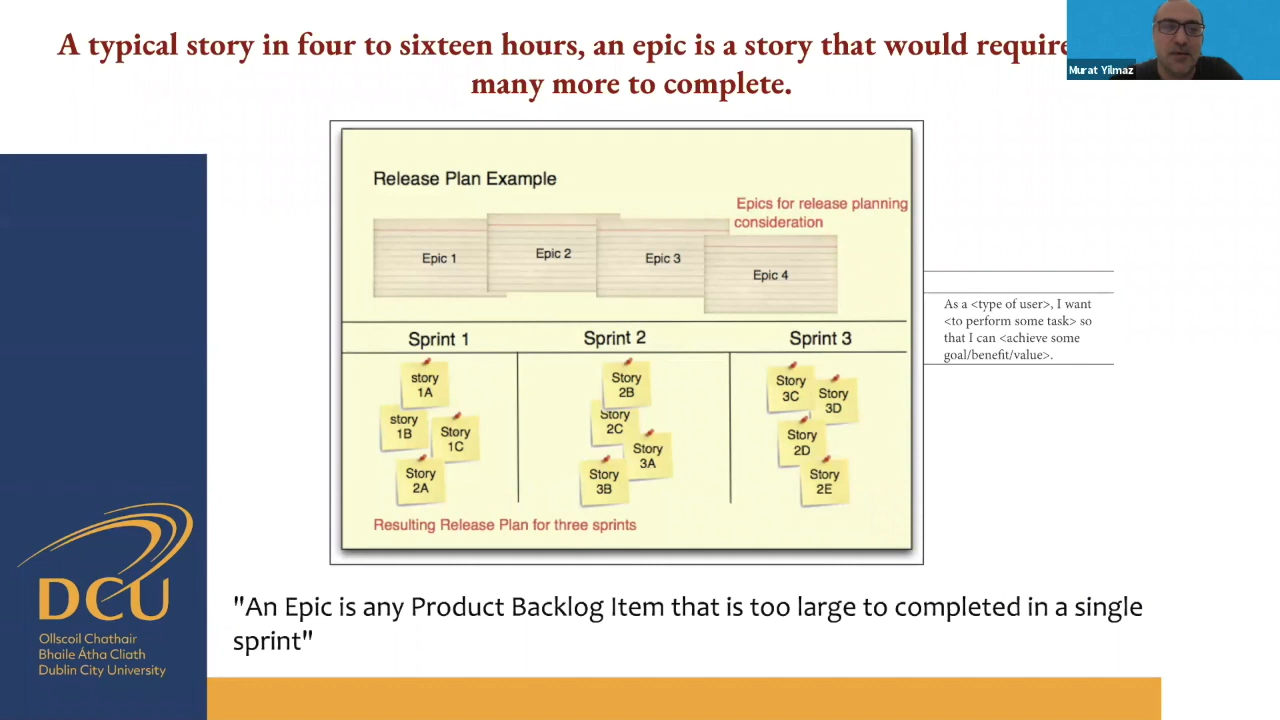 A typical story in four to sixteen hours, an epic is a story that would require
many more to complete.
Murat Yilmaz
Release Plan Example
Epics for release planning
consideration
Epic 1
Epic 2
Epic 3
Epic 4
Sprint 1
Sprint 2
Sprint 3
story
1A
story
1B
Story
1C
Story
2A
Story
2B
Story
2C
Story
3A
Story
3B
Story
3C
Story
3D
Story
2D
Story
2E
Resulting Release Plan for three sprints
As a <type of user>, I want
<to perform some task> so
that I can <achieve some
goal/benefit/value>.
"An Epic is any Product Backlog Item that is too large to completed in a single
sprint"
DCU
Ollscoil Chathair
Bhaile Átha Cliath
Dublin City University